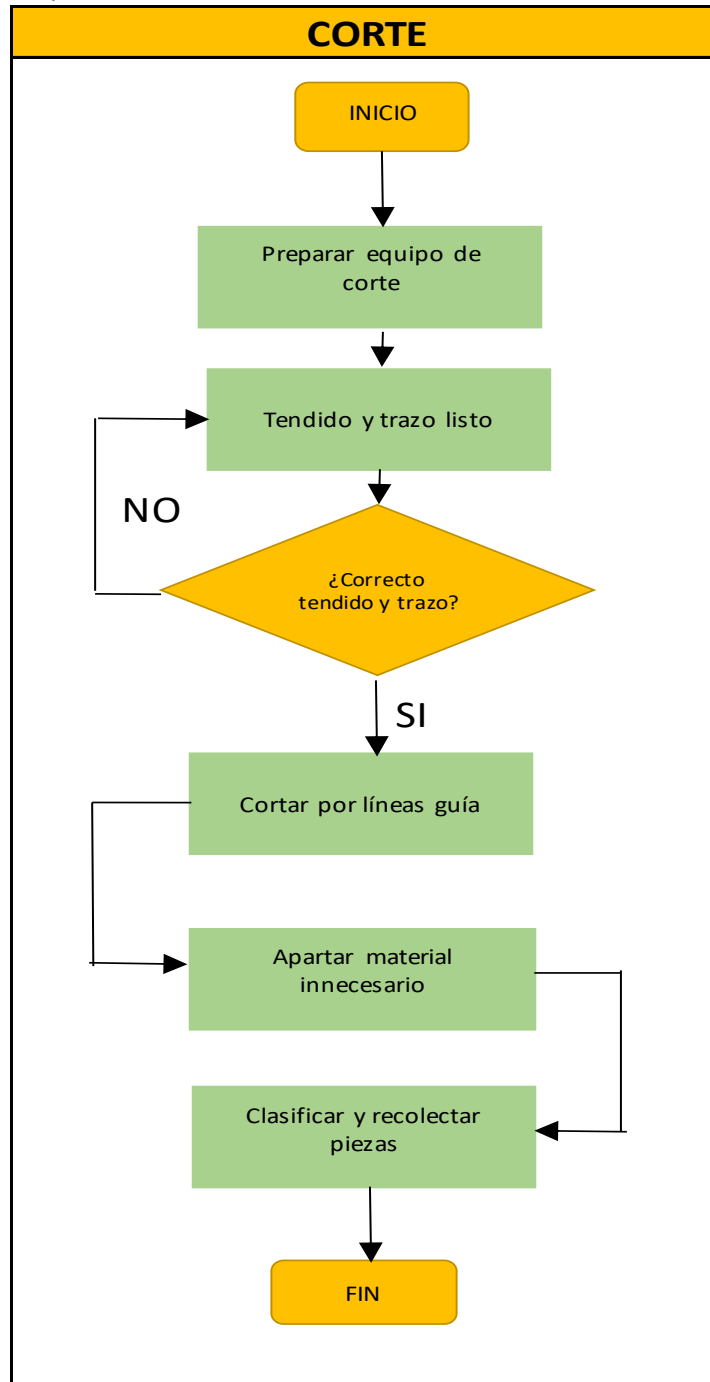 CORTE
INICIO
Preparar equipo de
corte
Tendido y trazo listo
NO
¿Correcto
tendido y trazo?
SI
Cortar por líneas guía
Apartar material
innecesario
Clasificar y recolectar
piezas
FIN